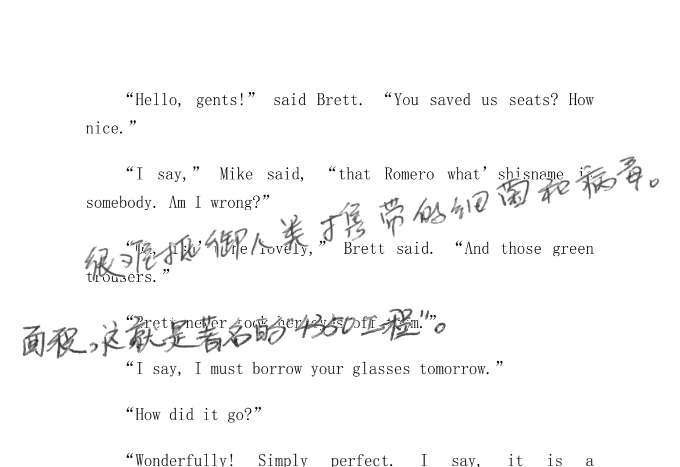 “Hello, gents!” said Brett. “You saved us seats? How
nice.”
“I say,” Mike said, “that Romero what’shisname is
somebody. Am I wrong?”
很难抵御人类携带的细菌和病毒。
lovely,” Brett said. “And those green
trousers.”
“Brett never took her eyes off them.”
面积,这就是著名的“4350工程”。
“I say, I must borrow your glasses tomorrow.”
“How did it go?”
“Wonderfully! Simply perfect. I say, it is a